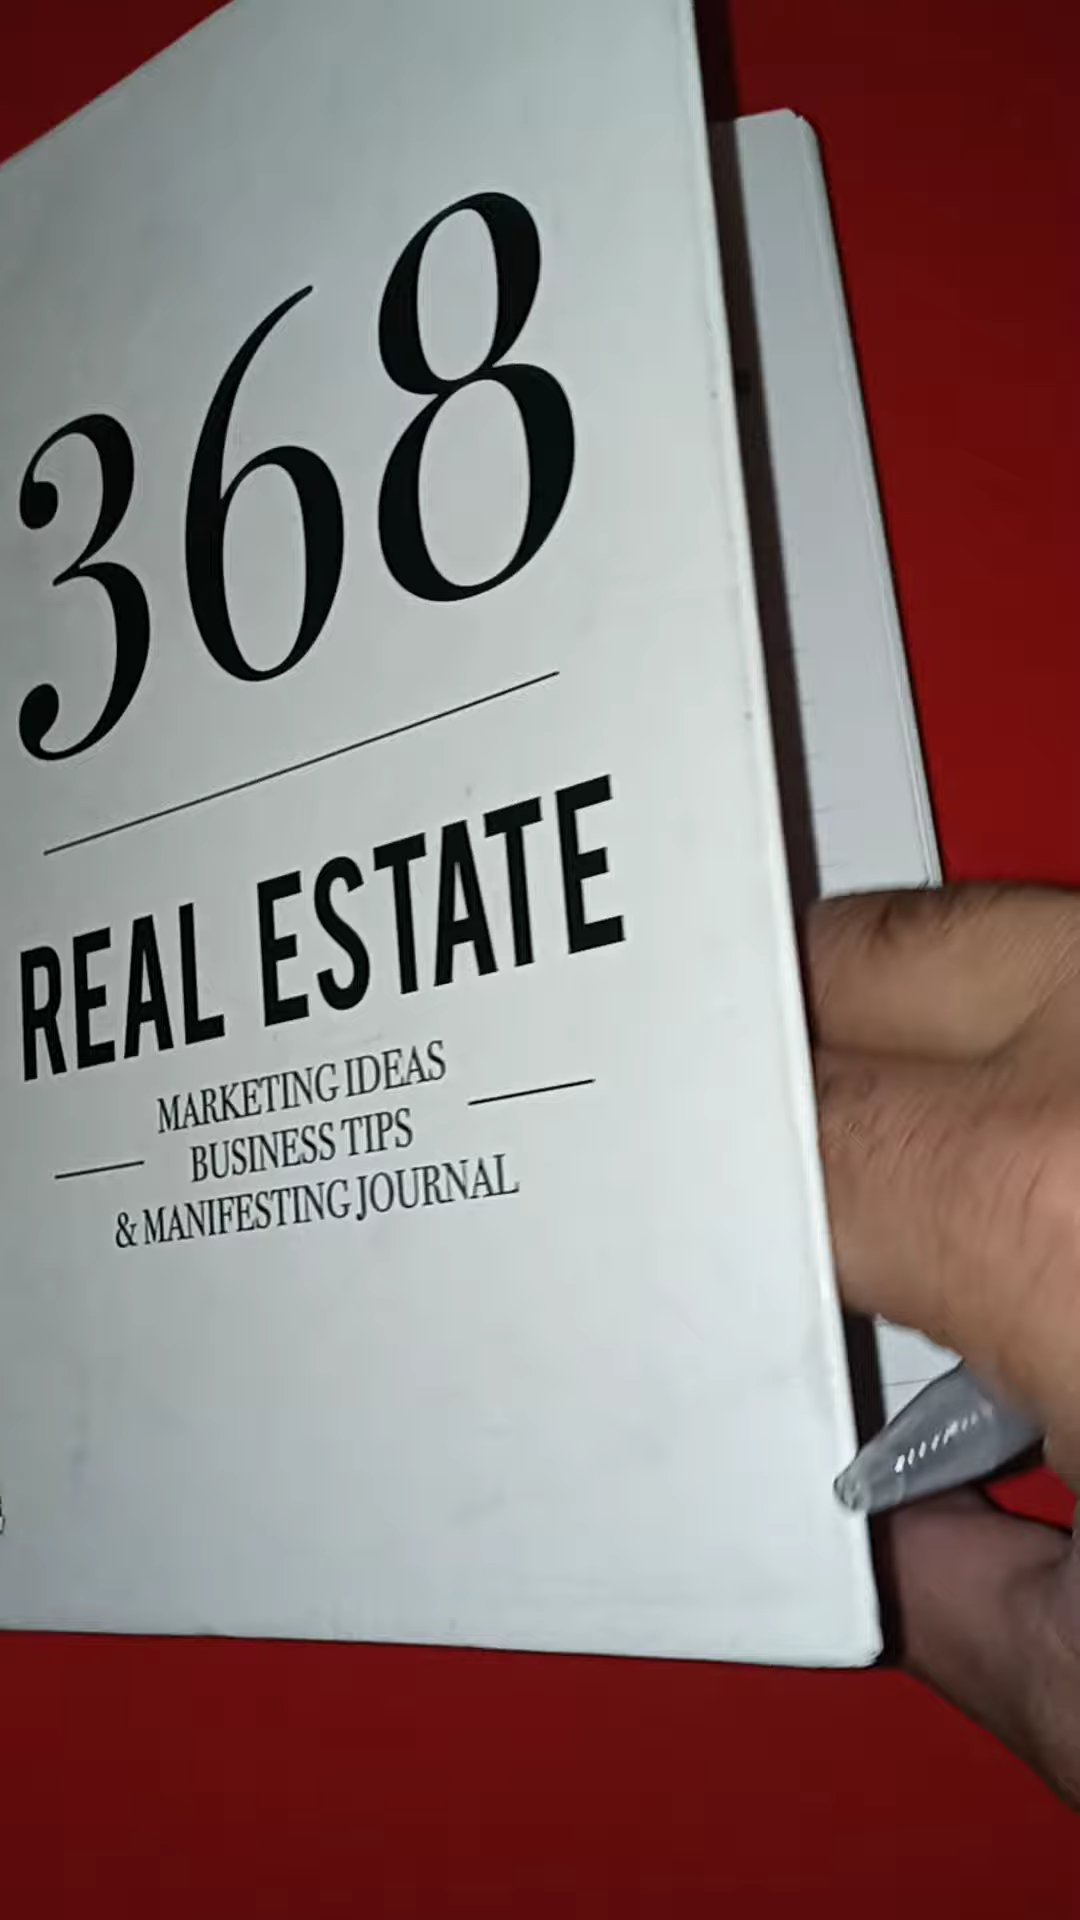 368
REAL ESTATE
MARKETING IDEAS
BUSINESS TIPS
& MANIFESTING JOURNAL